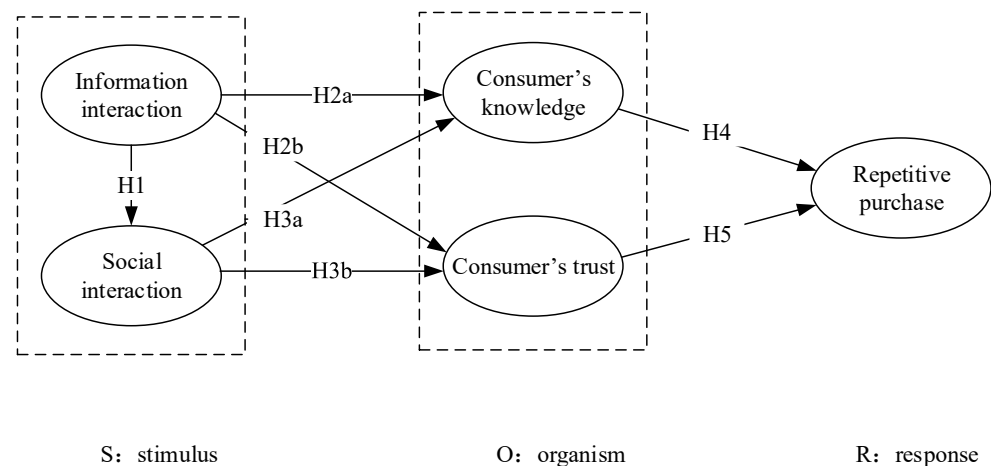 Information
interaction
H2a
Consumer’s
knowledge
H2b
H4
H1
Repetitive
purchase
H3a
H5
Social
interaction
H3b
Consumer’s trust
S：stimulus
O：organism
R：response